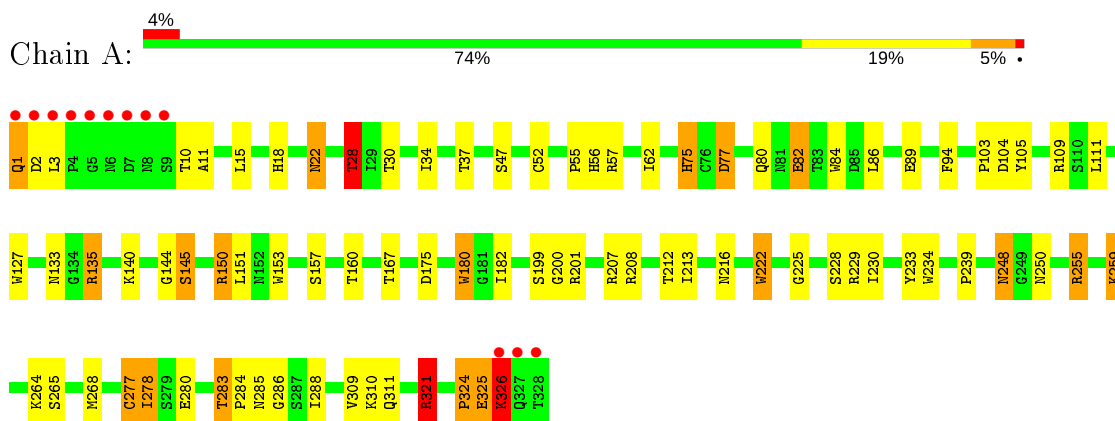 4%
Chain A:
74% 19% 5% •
Q1 D2 L3 P4 G5 N6 D7 N8 S9 T10 A11 L15 H18 N22 T28 I29 T30 I34 T37 S47 C52 P55 H56 R57 I62 H75 C76 D77 Q80 N81 E82 T83 W84 D85 L86 E89 F94 P103 D104 Y105 R109 S110 L111
W127 N133 G134 R135 K140 G144 S145 R150 L151 N152 W153 S157 T160 T167 D175 W180 G181 I182 S199 G200 R201 R207 R208 T212 I213 N216 W222 G225 S228 R229 I230 Y233 W234 P239 N248 G249 N250 R255 K259
K264 S265 M268 C277 I278 S279 E280 T283 P284 N285 G286 S287 I288 V309 K310 Q311 R321 P324 E325 K326 Q327 T328